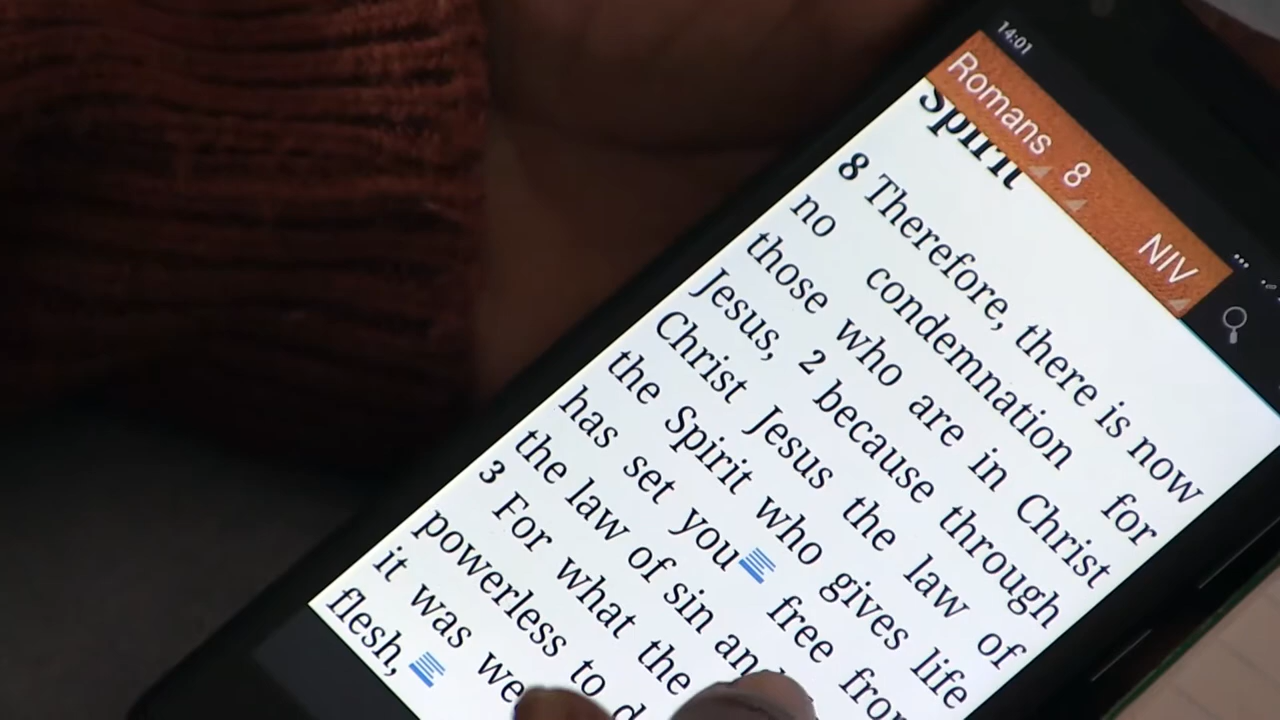 14:01
Romans 8 NIV
Spirit
8 Therefore, there is now
no condemnation for
those who are in Christ
Jesus, 2 because through
Christ Jesus the law of
the Spirit who gives life
has set you free from
the law of sin and
3 For what the
powerless to
it was
flesh,